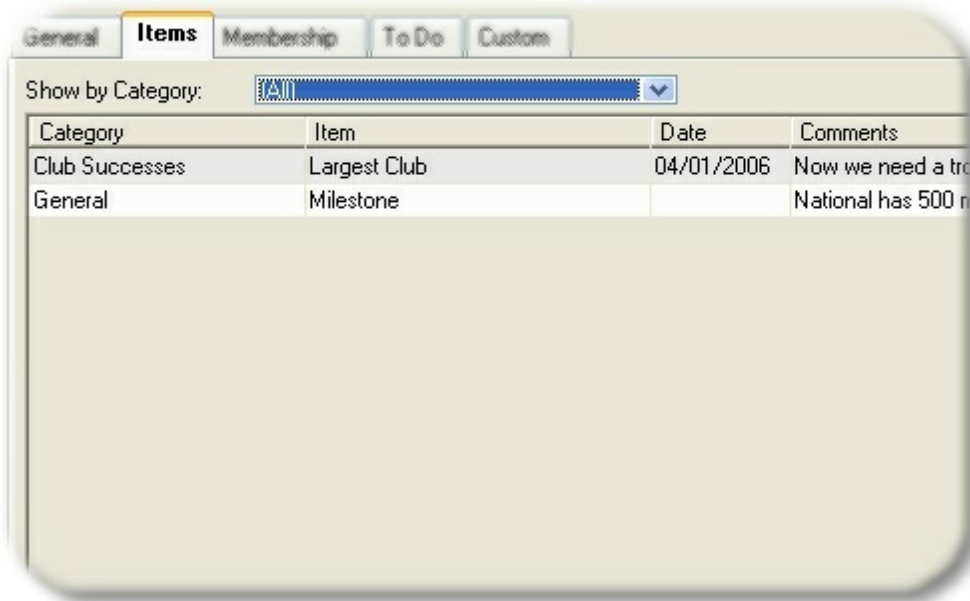 General Items Membership To Do Custom
Show by Category: (All)
Category Item Date Comments
Club Successes Largest Club 04/01/2006 Now we need a
General Milestone National has 500